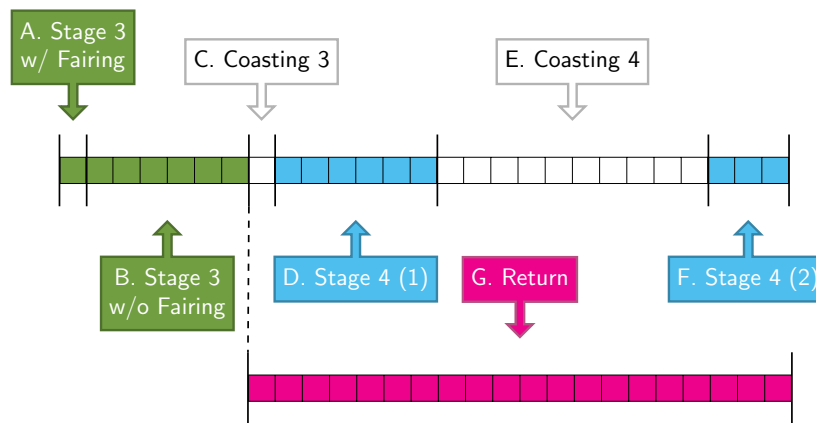 A. Stage 3
w/ Fairing
C. Coasting 3
E. Coasting 4
B. Stage 3
w/o Fairing
D. Stage 4 (1)
G. Return
F. Stage 4 (2)